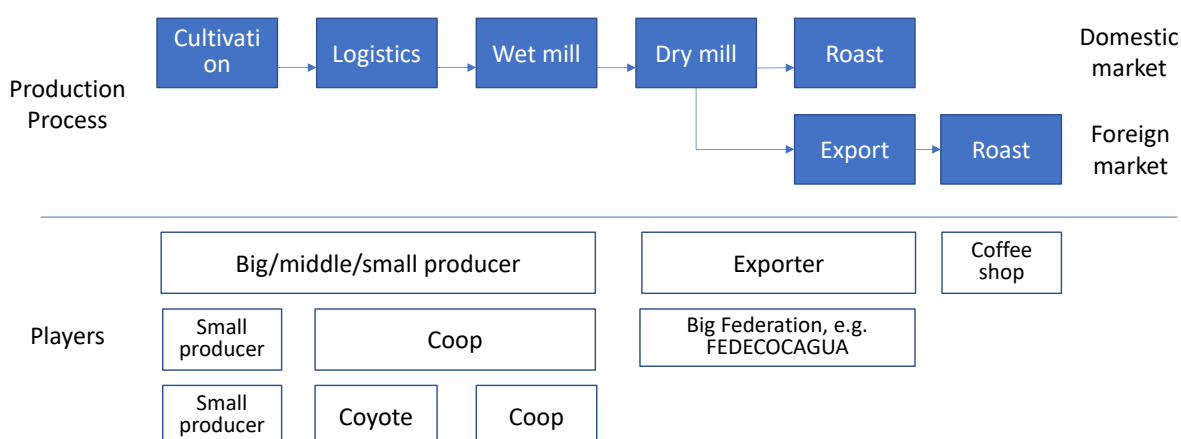 Cultivati
on
Logistics
Wet mill
Dry mill
Roast
Domestic
market
Production
Process
Export
Roast
Foreign
market
Big/middle/small producer
Exporter
Coffee
shop
Players
Small
producer
Coop
Big Federation, e.g.
FEDECOCAGUA
Small
producer
Coyote
Coop